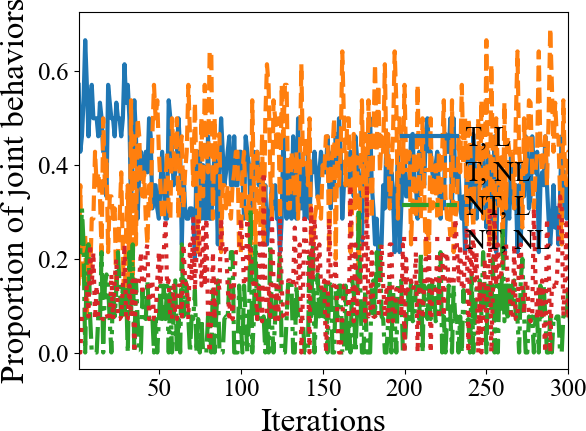 Proportion of joint behaviors
0.6
0.4
0.2
0.0
T, L
T, NL
NT, L
NT, NL
50
100
150
200
250
300
Iterations